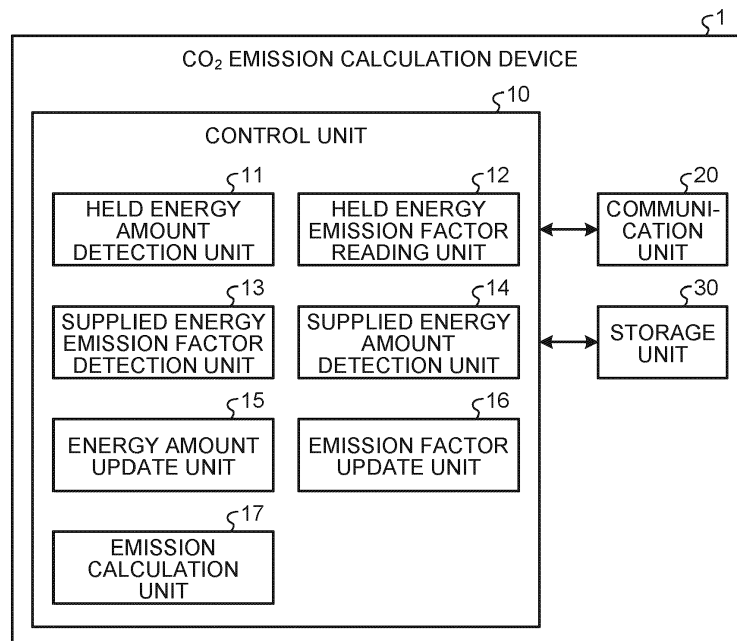 1
CO₂ EMISSION CALCULATION DEVICE
10
CONTROL UNIT
11
HELD ENERGY
AMOUNT
DETECTION UNIT
12
HELD ENERGY
EMISSION FACTOR
READING UNIT
20
COMMUNI-
CATION
UNIT
13
SUPPLIED ENERGY
EMISSION FACTOR
DETECTION UNIT
14
SUPPLIED ENERGY
AMOUNT
DETECTION UNIT
30
STORAGE
UNIT
15
ENERGY AMOUNT
UPDATE UNIT
16
EMISSION FACTOR
UPDATE UNIT
17
EMISSION
CALCULATION
UNIT